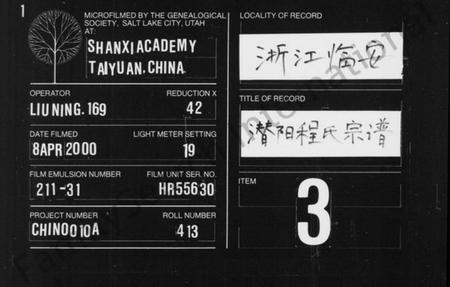 1
MICROFILMED BY THE GENEALOGICAL
SOCIETY, SALT LAKE CITY, UTAH
AT:
SHANXI ACADEMY
TAIYUAN, CHINA
OPERATOR
REDUCTION X
LIU NING. 169
42
DATE FILMED
LIGHT METER SETTING
8APR 2000
19
FILM EMULSION NUMBER
FILM UNIT SER. NO.
211-31
HR55630
PROJECT NUMBER
ROLL NUMBER
CHINO010A
413
LOCALITY OF RECORD
浙江临安
TITLE OF RECORD
潜阳程氏宗谱
ITEM
3